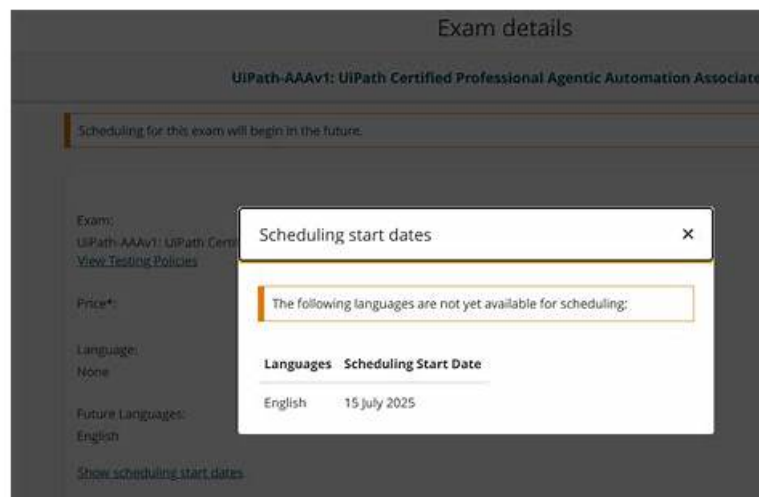 Exam details
UiPath-AAAv1: UiPath Certified Professional Agentic Automation Associate
Scheduling for this exam will begin in the future.
Exam:
UiPath-AAAv1: UiPath Certi
View Testing Policies
Price*:
Language:
None
Future Languages:
English
Show scheduling start dates
Scheduling start dates ×
The following languages are not yet available for scheduling:
Languages Scheduling Start Date
English 15 July 2025